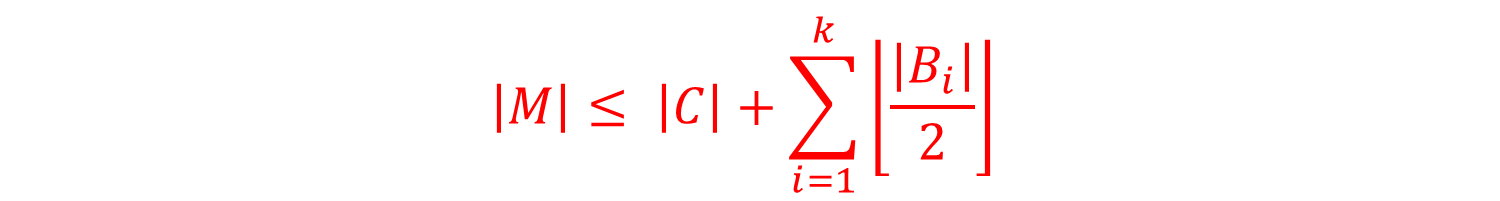 |M| ≤ |C| + ∑_{i=1}^{k} ⌊|B_i|/2⌋